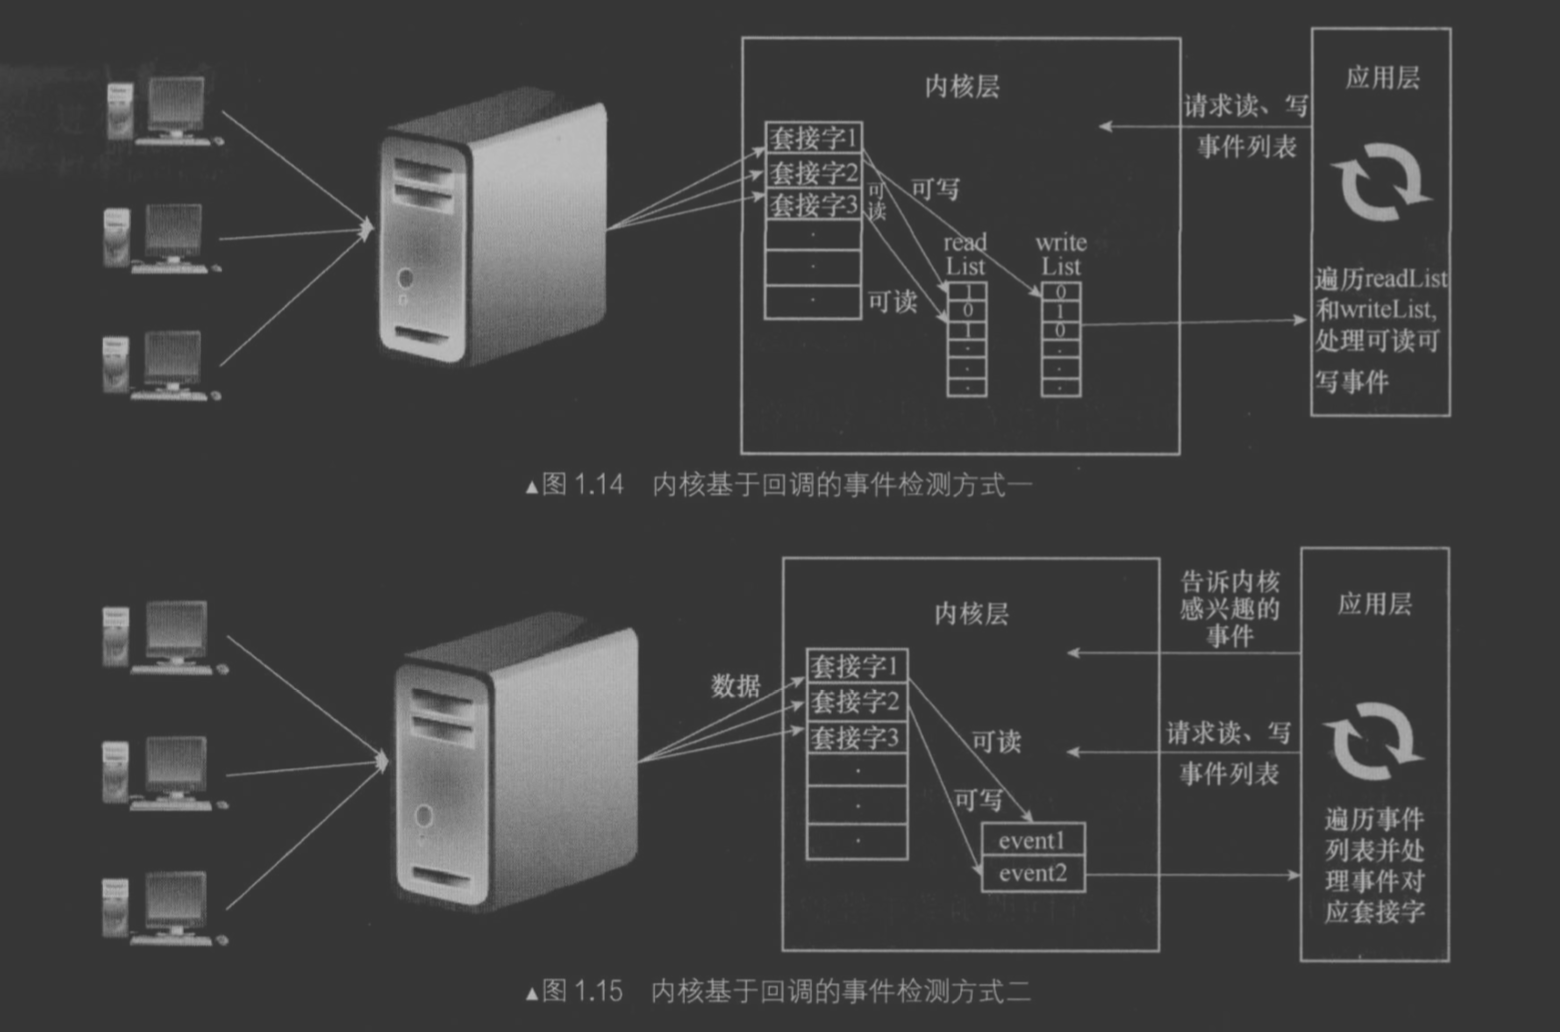 内核层
应用层
请求读、写
事件列表
套接字1
套接字2
套接字3
·
·
·
可读
可写
可读
read
List
write
List
1
0
1
·
·
·
0
1
0
·
·
·
遍历readList
和writeList,
处理可读可
写事件
▲图 1.14 内核基于回调的事件检测方式一
内核层
告诉内核
感兴趣的
事件
应用层
数据
套接字1
套接字2
套接字3
·
·
·
可读
可写
event1
event2
请求读、写
事件列表
遍历事件
列表并处
理事件对
应套接字
▲图 1.15 内核基于回调的事件检测方式二